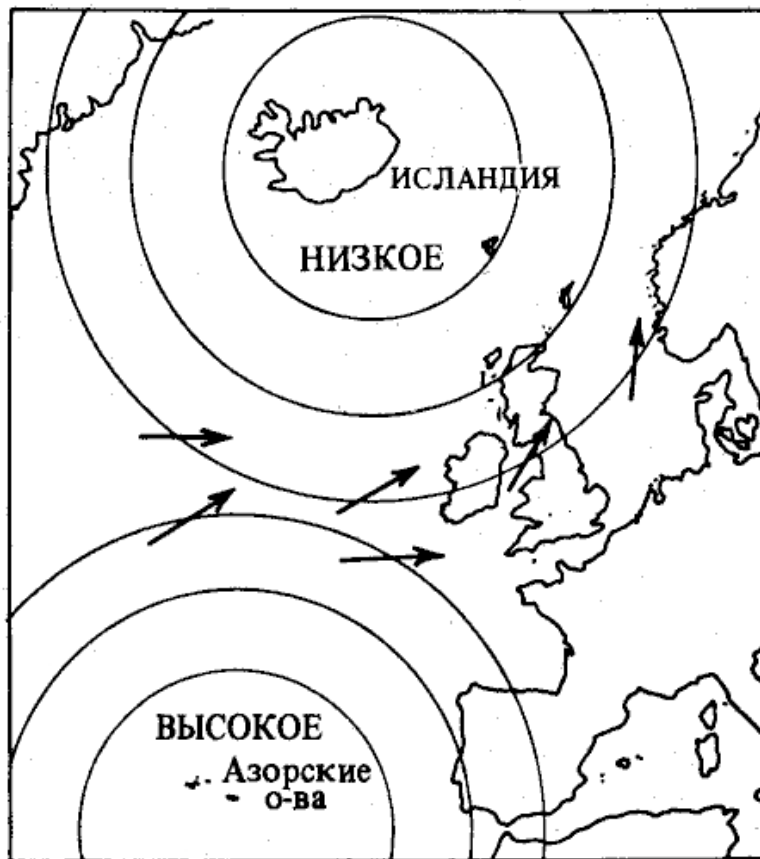 ИСЛАНДИЯ
НИЗКОЕ
ВЫСОКОЕ
Азорские
о-ва